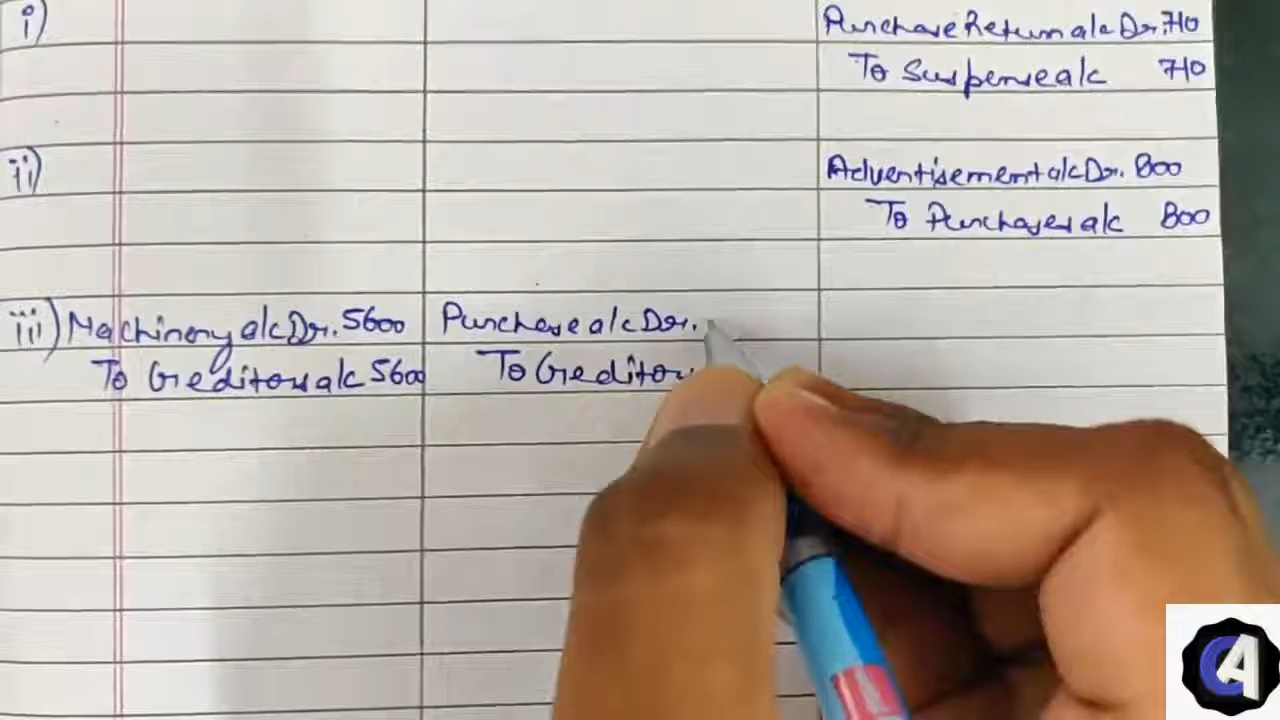 i)
Purchase Return a/c Dr. 710
To Suspense a/c 710
ii)
Advertisement a/c Dr. 800
To Purchases a/c 800
iii) Machinery a/c Dr. 5600
To Creditors a/c 5600
Purchase a/c Dr.
To Creditor
CA